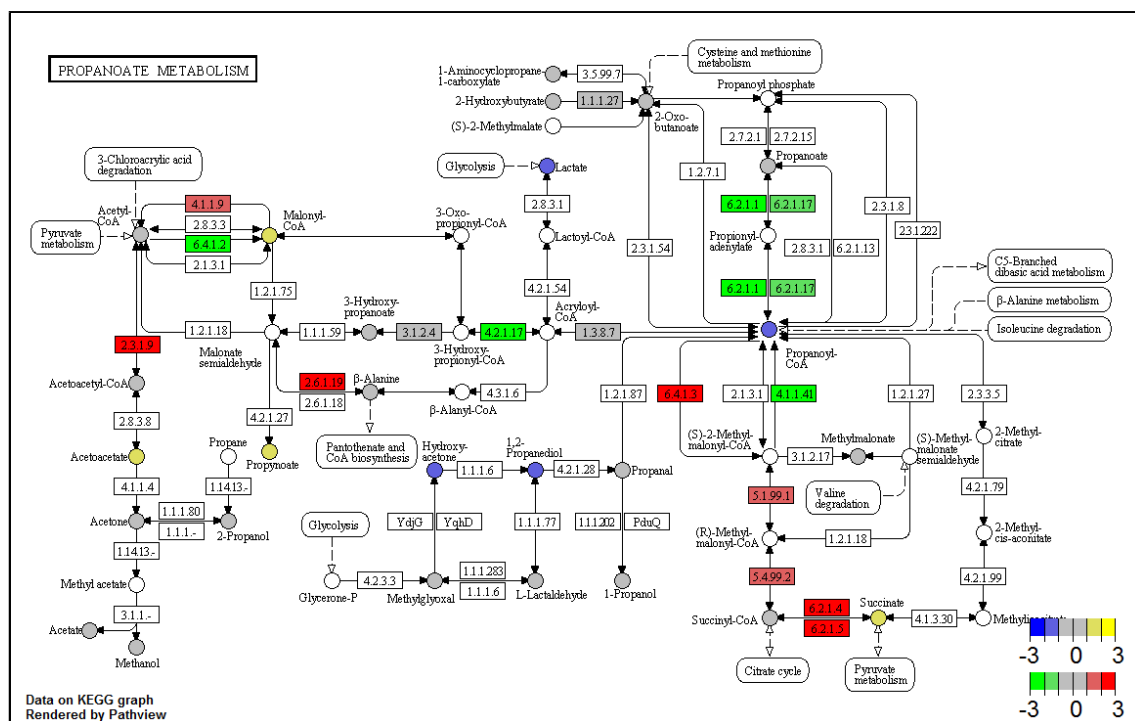 PROPANOATE METABOLISM
Cysteine and methionine
metabolism
1-Aminocyclopropane
1-carboxylate
3.5.99.7
Propanoyl phosphate
2-Hydroxybutyrate
1.1.1.27
2-Oxo-
butanoate
(S)-2-Methylmalate
2.7.2.1
2.7.2.15
3-Chloroacrylic acid
degradation
Glycolysis
Lactate
1.2.7.1
Propanoate
4.1.1.9
Acetyl-
CoA
2.8.3.3
Malonyl-
CoA
3-Oxo-
propionyl-CoA
2.8.3.1
6.2.1.1
6.2.1.17
2.3.1.8
Pyruvate
metabolism
6.4.1.2
Lactoyl-CoA
Propionyl-
adenylate
2.3.1.222
2.1.3.1
2.3.1.54
2.8.3.1
6.2.1.13
C5-Branched
dibasic acid metabolism
1.2.1.75
4.2.1.54
6.2.1.1
6.2.1.17
β-Alanine metabolism
3-Hydroxy-
propanoate
Acryloyl-
CoA
Isoleucine degradation
1.2.1.18
1.1.1.59
3.1.2.4
4.2.1.17
1.3.8.7
2.3.1.9
Malonate
semialdehyde
3-Hydroxy-
propionyl-CoA
Propanoyl-
CoA
Acetoacetyl-CoA
2.6.1.19
2.6.1.18
β-Alanine
4.3.1.6
β-Alanyl-CoA
1.2.1.87
6.4.1.3
2.1.3.1
4.1.1.41
1.2.1.27
2.3.3.5
2.8.3.8
4.2.1.27
Propane
Acetoacetate
Propynoate
Pantothenate and
CoA biosynthesis
Hydroxy-
acetone
1,2-
Propanediol
(S)-2-Methyl-
malonyl-CoA
Methylmalonate
(S)-Methyl-
malonate
semialdehyde
2-Methyl-
citrate
3.1.2.17
1.1.1.6
4.2.1.28
Propanal
4.1.1.4
1.14.13.-
Valine
degradation
4.2.1.79
1.1.1.80
1.1.1.-
Acetone
2-Propanol
Glycolysis
YdjG
YqhD
1.1.1.77
1.1.1.202
PduQ
5.1.99.1
(R)-Methyl-
malonyl-CoA
1.2.1.18
2-Methyl-
cis-aconitate
1.14.13.-
Methyl acetate
4.2.3.3
1.1.1.283
1.1.1.6
5.4.99.2
4.2.1.99
Glycerone-P
Methylglyoxal
L-Lactaldehyde
1-Propanol
3.1.1.-
Succinyl-CoA
6.2.1.4
6.2.1.5
Succinate
4.1.3.30
Acetate
Methanol
Citrate cycle
Pyruvate
metabolism
-3 0 3
-3 0 3
Data on KEGG graph
Rendered by Pathview